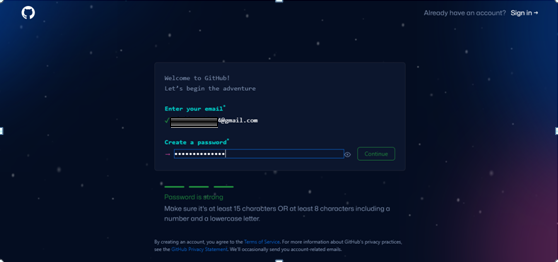 Already have an account? Sign in →
Welcome to GitHub!
Let's begin the adventure
Enter your email*
✓ @gmail.com
Create a password*
→ ••••••••••••••
Continue
Password is strong
Make sure it's at least 15 characters OR at least 8 characters including a
number and a lowercase letter.
By creating an account, you agree to the Terms of Service. For more information about GitHub's privacy practices,
see the GitHub Privacy Statement. We'll occasionally send you account-related emails.